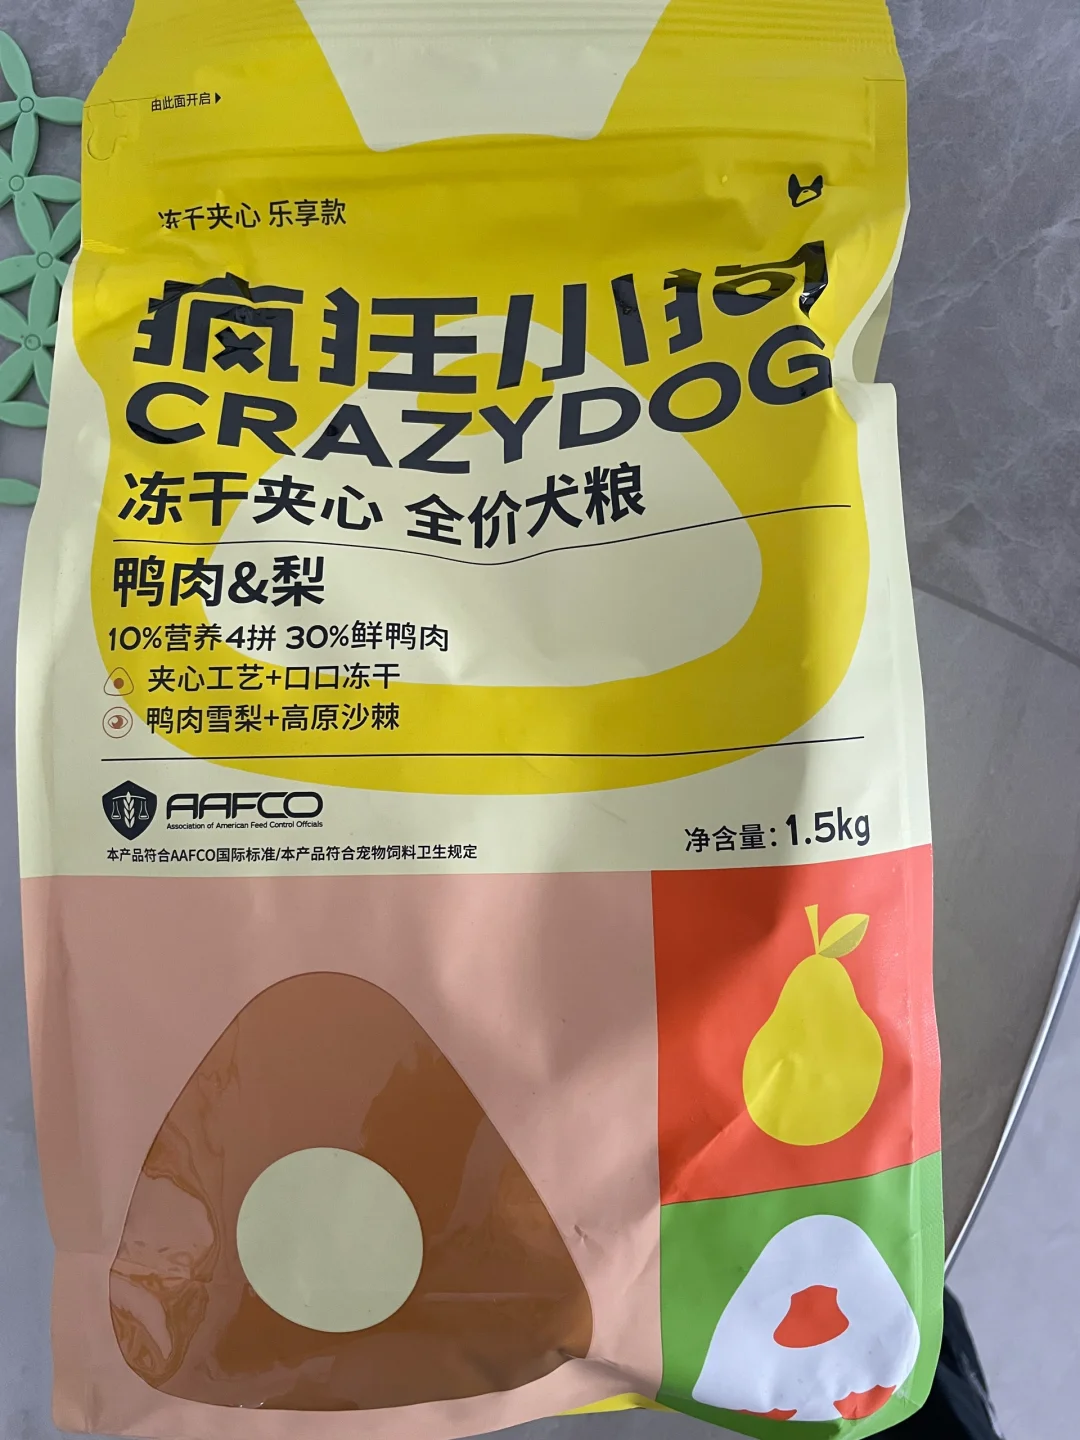 由此面开启
冻干夹心 乐享款
疯狂小狗
CRAZYDOG
冻干夹心 全价犬粮
鸭肉&梨
10%营养4拼 30%鲜鸭肉
夹心工艺+口口冻干
鸭肉雪梨+高原沙棘
AAFCO
Association of American Feed Control Offcials
净含量：1.5kg
本产品符合AAFCO国际标准/本产品符合宠物饲料卫生规定